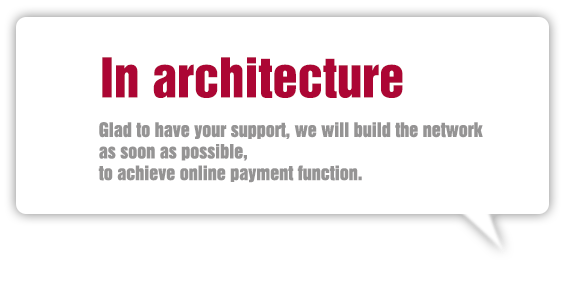 In architecture
Glad to have your support, we will build the network
as soon as possible,
to achieve online payment function.